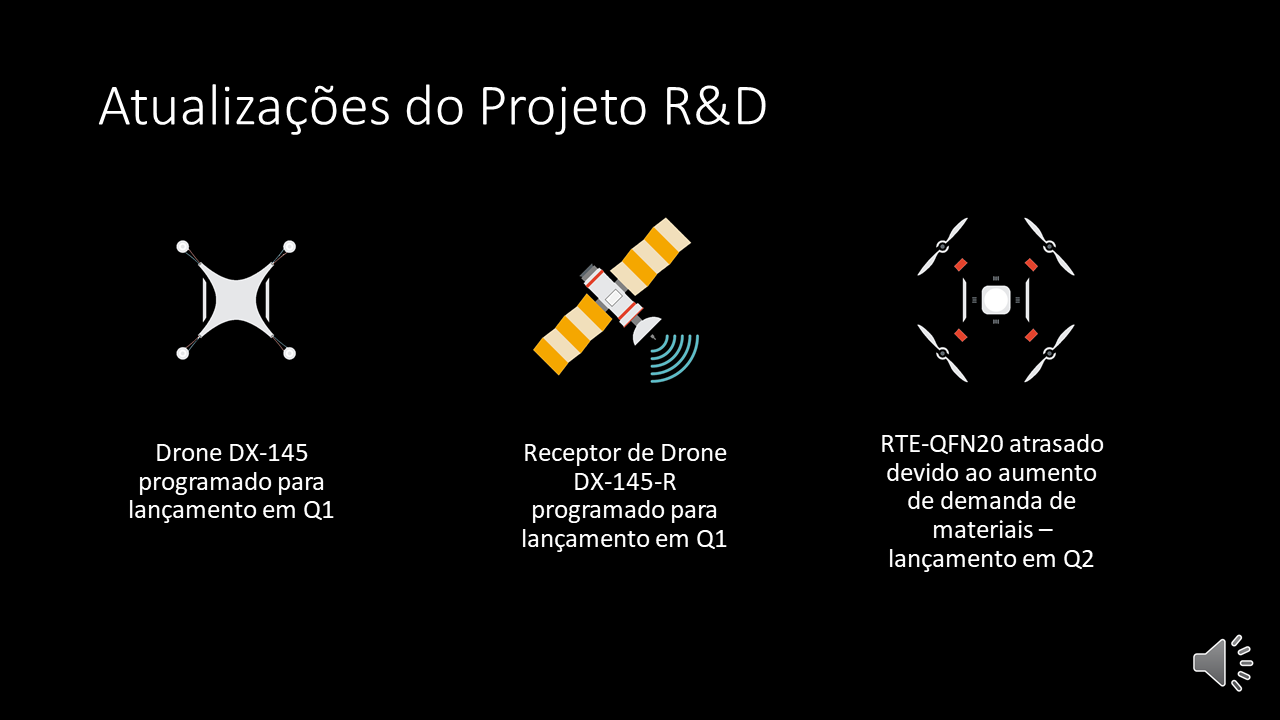 Atualizações do Projeto R&D
Drone DX-145
programado para
lançamento em Q1
Receptor de Drone
DX-145-R
programado para
lançamento em Q1
RTE-QFN20 atrasado
devido ao aumento
de demanda de
materiais –
lançamento em Q2